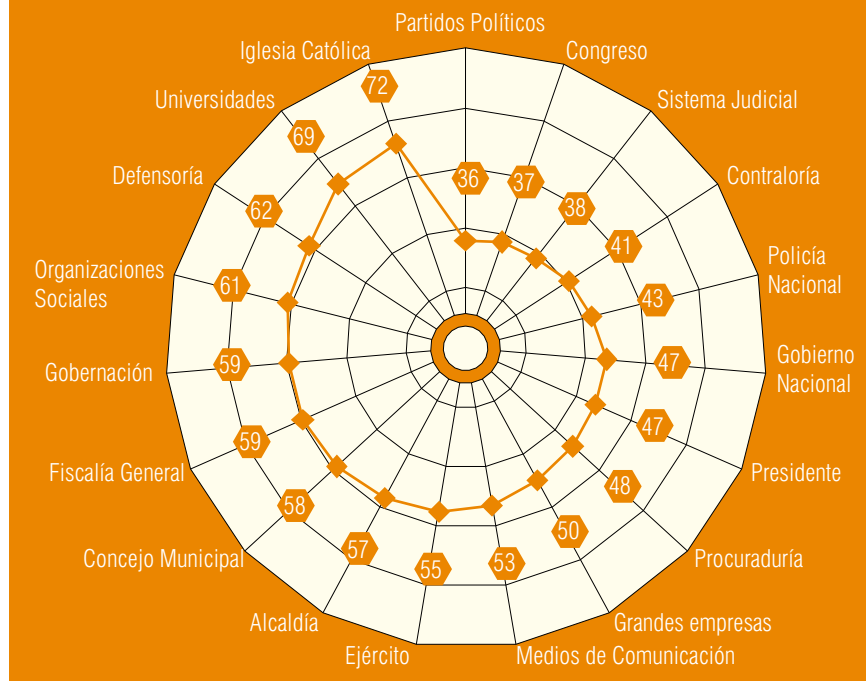 Partidos Políticos
36
Congreso
37
Sistema Judicial
38
Contraloría
41
Policía
Nacional
43
Gobierno
Nacional
47
Presidente
47
Procuraduría
48
Grandes empresas
50
Medios de Comunicación
53
Ejército
55
Alcaldía
57
Concejo Municipal
58
Fiscalía General
59
Gobernación
59
Organizaciones
Sociales
61
Defensoría
62
Universidades
69
Iglesia Católica
72